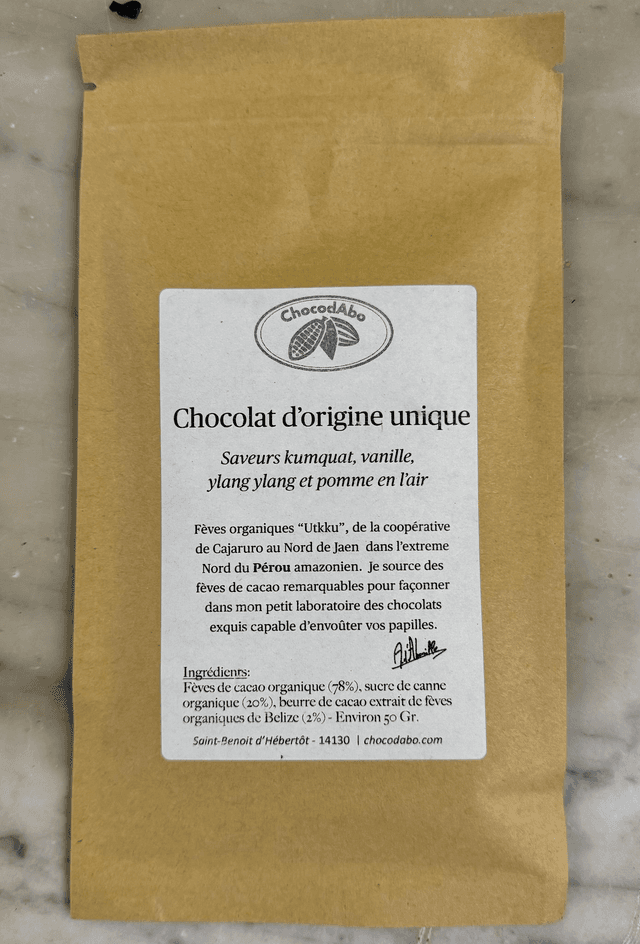 ChocodAbo
Chocolat d'origine unique
Saveurs kumquat, vanille,
ylang ylang et pomme en l'air
Fèves organiques "Utkku", de la coopérative
de Cajaruro au Nord de Jaen dans l'extreme
Nord du Pérou amazonien. Je source des
fèves de cacao remarquables pour façonner
dans mon petit laboratoire des chocolats
exquis capable d'envoûter vos papilles.
Ingrédienrs:
Fèves de cacao organique (78%), sucre de canne
organique (20%), beurre de cacao extrait de fèves
organiques de Belize (2%) - Environ 50 Gr.
Saint-Benoit d'Hébertôt - 14130 | chocodabo.com